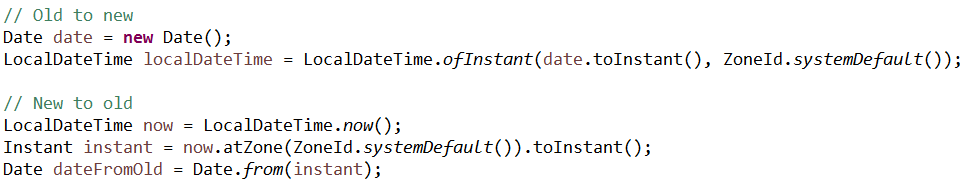 // Old to new
Date date = new Date();
LocalDateTime localDateTime = LocalDateTime.ofInstant(date.toInstant(), ZoneId.systemDefault());
// New to old
LocalDateTime now = LocalDateTime.now();
Instant instant = now.atZone(ZoneId.systemDefault()).toInstant();
Date dateFromOld = Date.from(instant);